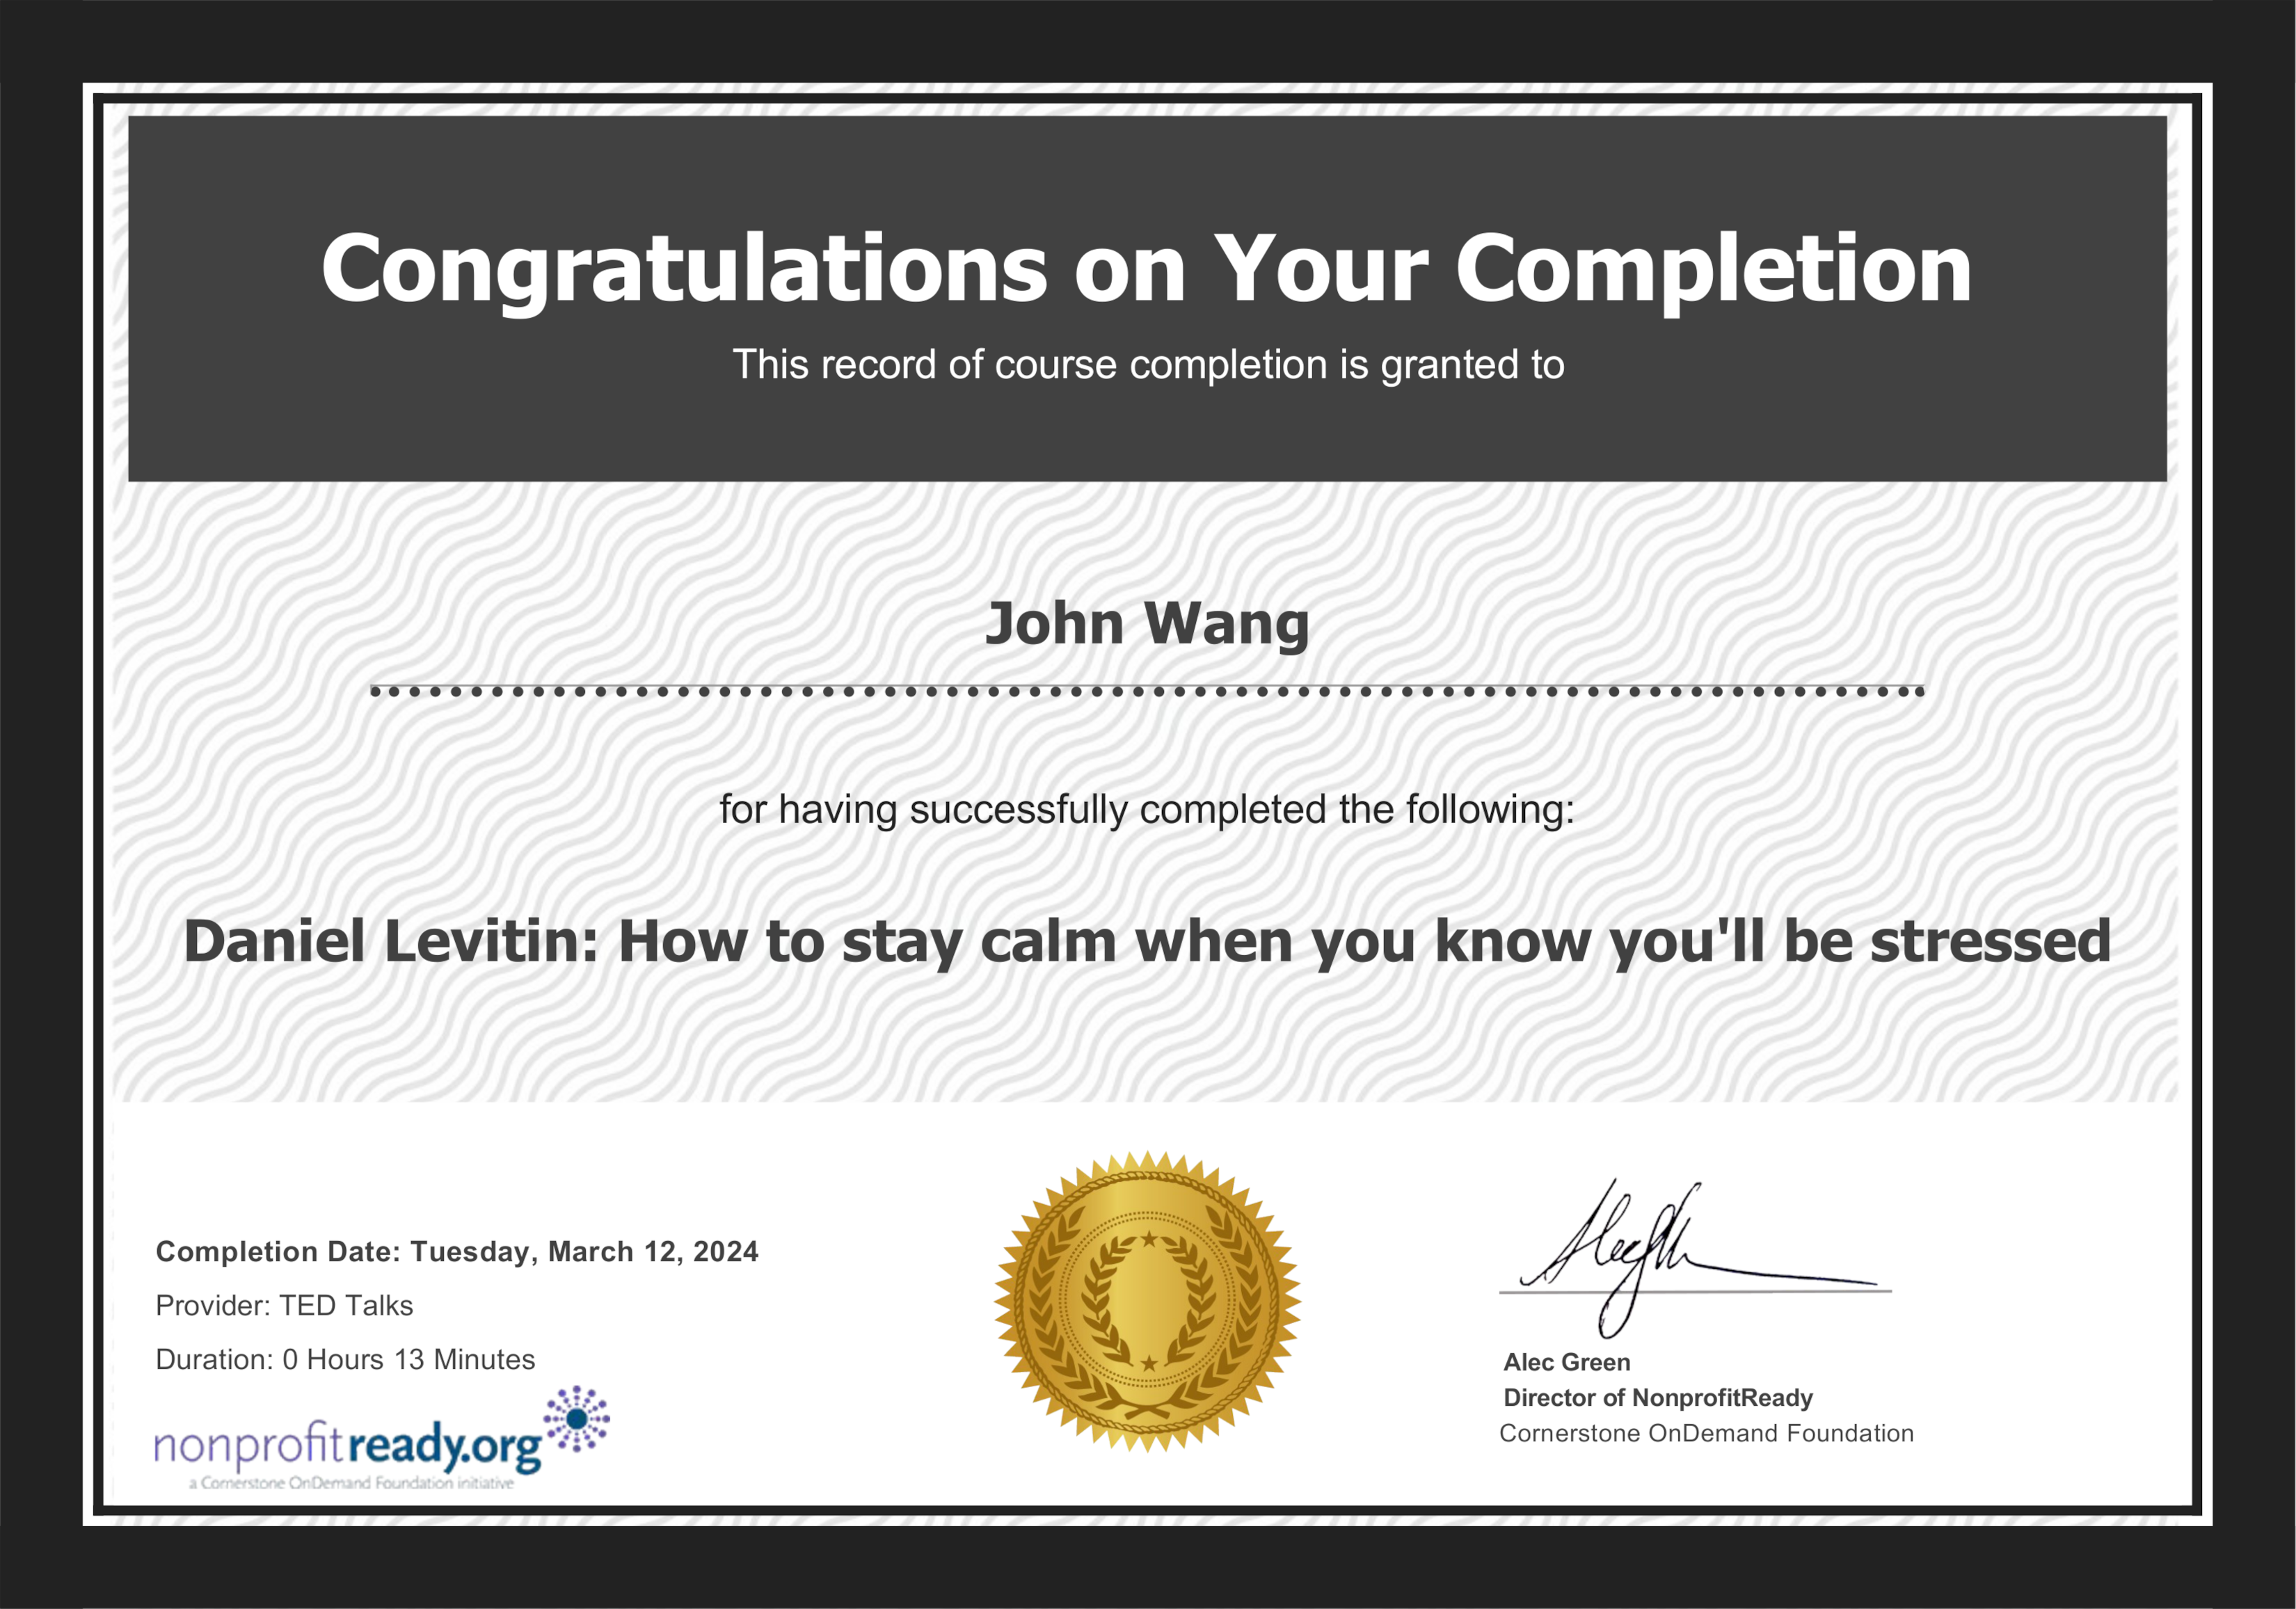 Congratulations on Your Completion
This record of course completion is granted to
John Wang
for having successfully completed the following:
Daniel Levitin: How to stay calm when you know you'll be stressed
Completion Date: Tuesday, March 12, 2024
Provider: TED Talks
Duration: 0 Hours 13 Minutes
nonprofitready.org
a Cornerstone OnDemand Foundation initiative
Alec Green
Director of NonprofitReady
Cornerstone OnDemand Foundation